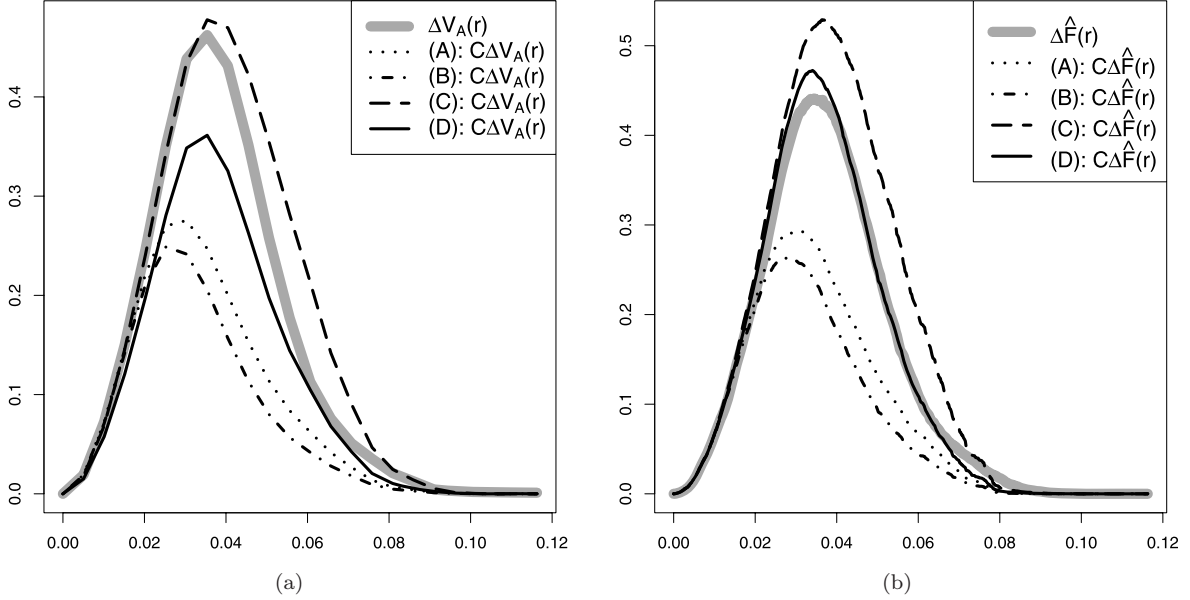 ΔV_A(r)
(A): CΔV_A(r)
(B): CΔV_A(r)
(C): CΔV_A(r)
(D): CΔV_A(r)
0.4
0.3
0.2
0.1
0.0
0.00 0.02 0.04 0.06 0.08 0.10 0.12
(a)
ΔF̂(r)
(A): CΔF̂(r)
(B): CΔF̂(r)
(C): CΔF̂(r)
(D): CΔF̂(r)
0.5
0.4
0.3
0.2
0.1
0.0
0.00 0.02 0.04 0.06 0.08 0.10 0.12
(b)